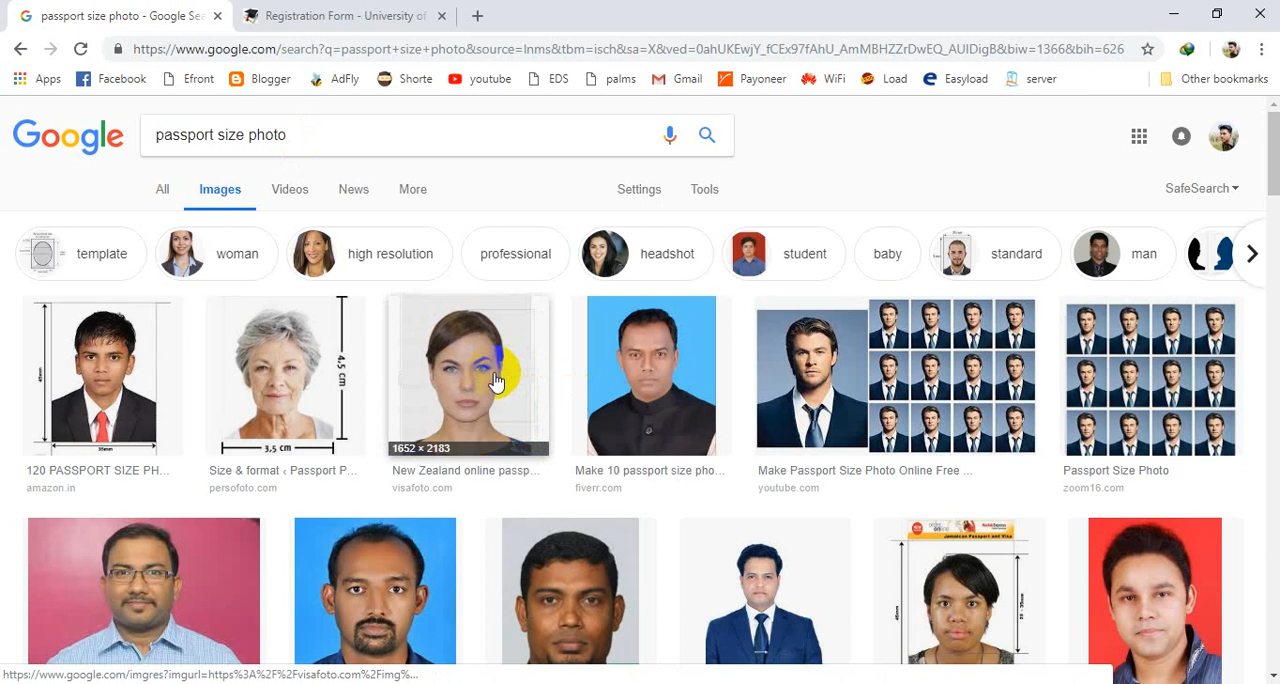 passport size photo - Google Sea
Registration Form - University of
https://www.google.com/search?q=passport+size+photo&source=lnms&tbm=isch&sa=X&ved=0ahUKEwjY_fCEx97fAhU_AmMBHZZrDwEQ_AUIDigB&biw=1366&bih=626
Apps Facebook Efront Blogger AdFly Shorte youtube EDS palms Gmail Payoneer WiFi Load Easyload server Other bookmarks
Google passport size photo
All Images Videos News More Settings Tools SafeSearch
template woman high resolution professional headshot student baby standard man
45mm
35mm
4,5 cm
3,5 cm
1652 × 2183
120 PASSPORT SIZE PH... Size & format ‹ Passport P... New Zealand online passp... Make 10 passport size pho... Make Passport Size Photo Online Free ... Passport Size Photo
amazon.in persofoto.com visafoto.com fiverr.com youtube.com zoom16.com
Jamaican Passport and Visa
https://www.google.com/imgres?imgurl=https%3A%2F%2Fvisafoto.com%2Fimg%...